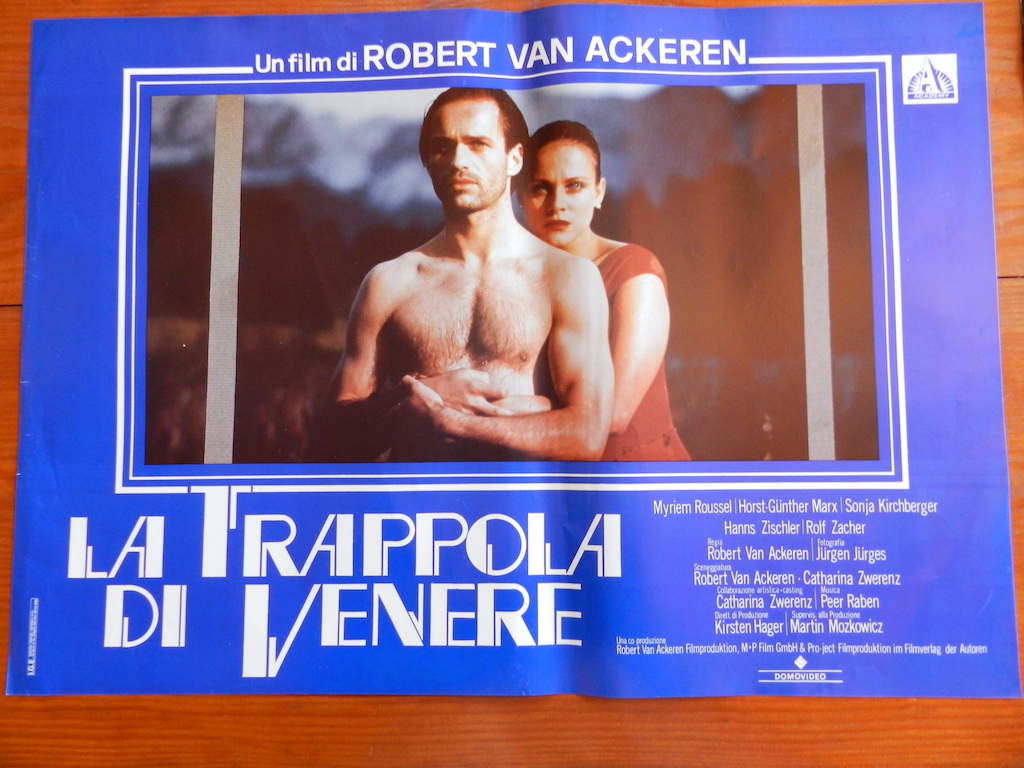 Un film di ROBERT VAN ACKEREN
ACADEMY
LA TRAPPOLA
DI VENERE
Myriem Roussel | Horst-Günther Marx | Sonja Kirchberger
Hanns Zischler | Rolf Zacher
Regia
Robert Van Ackeren
Fotografia
Jürgen Jürges
Sceneggiatura
Robert Van Ackeren · Catharina Zwerenz
Collaborazione artistica-casting
Catharina Zwerenz
Musica
Peer Raben
Dirett. di Produzione
Kirsten Hager
Supervis. alla Produzione
Martin Mozkowicz
Una co-produzione
Robert Van Ackeren Filmproduktion, M+P Film GmbH & Pro-ject Filmproduktion im Filmverlag der Autoren
DOMOVIDEO
I.G.E.